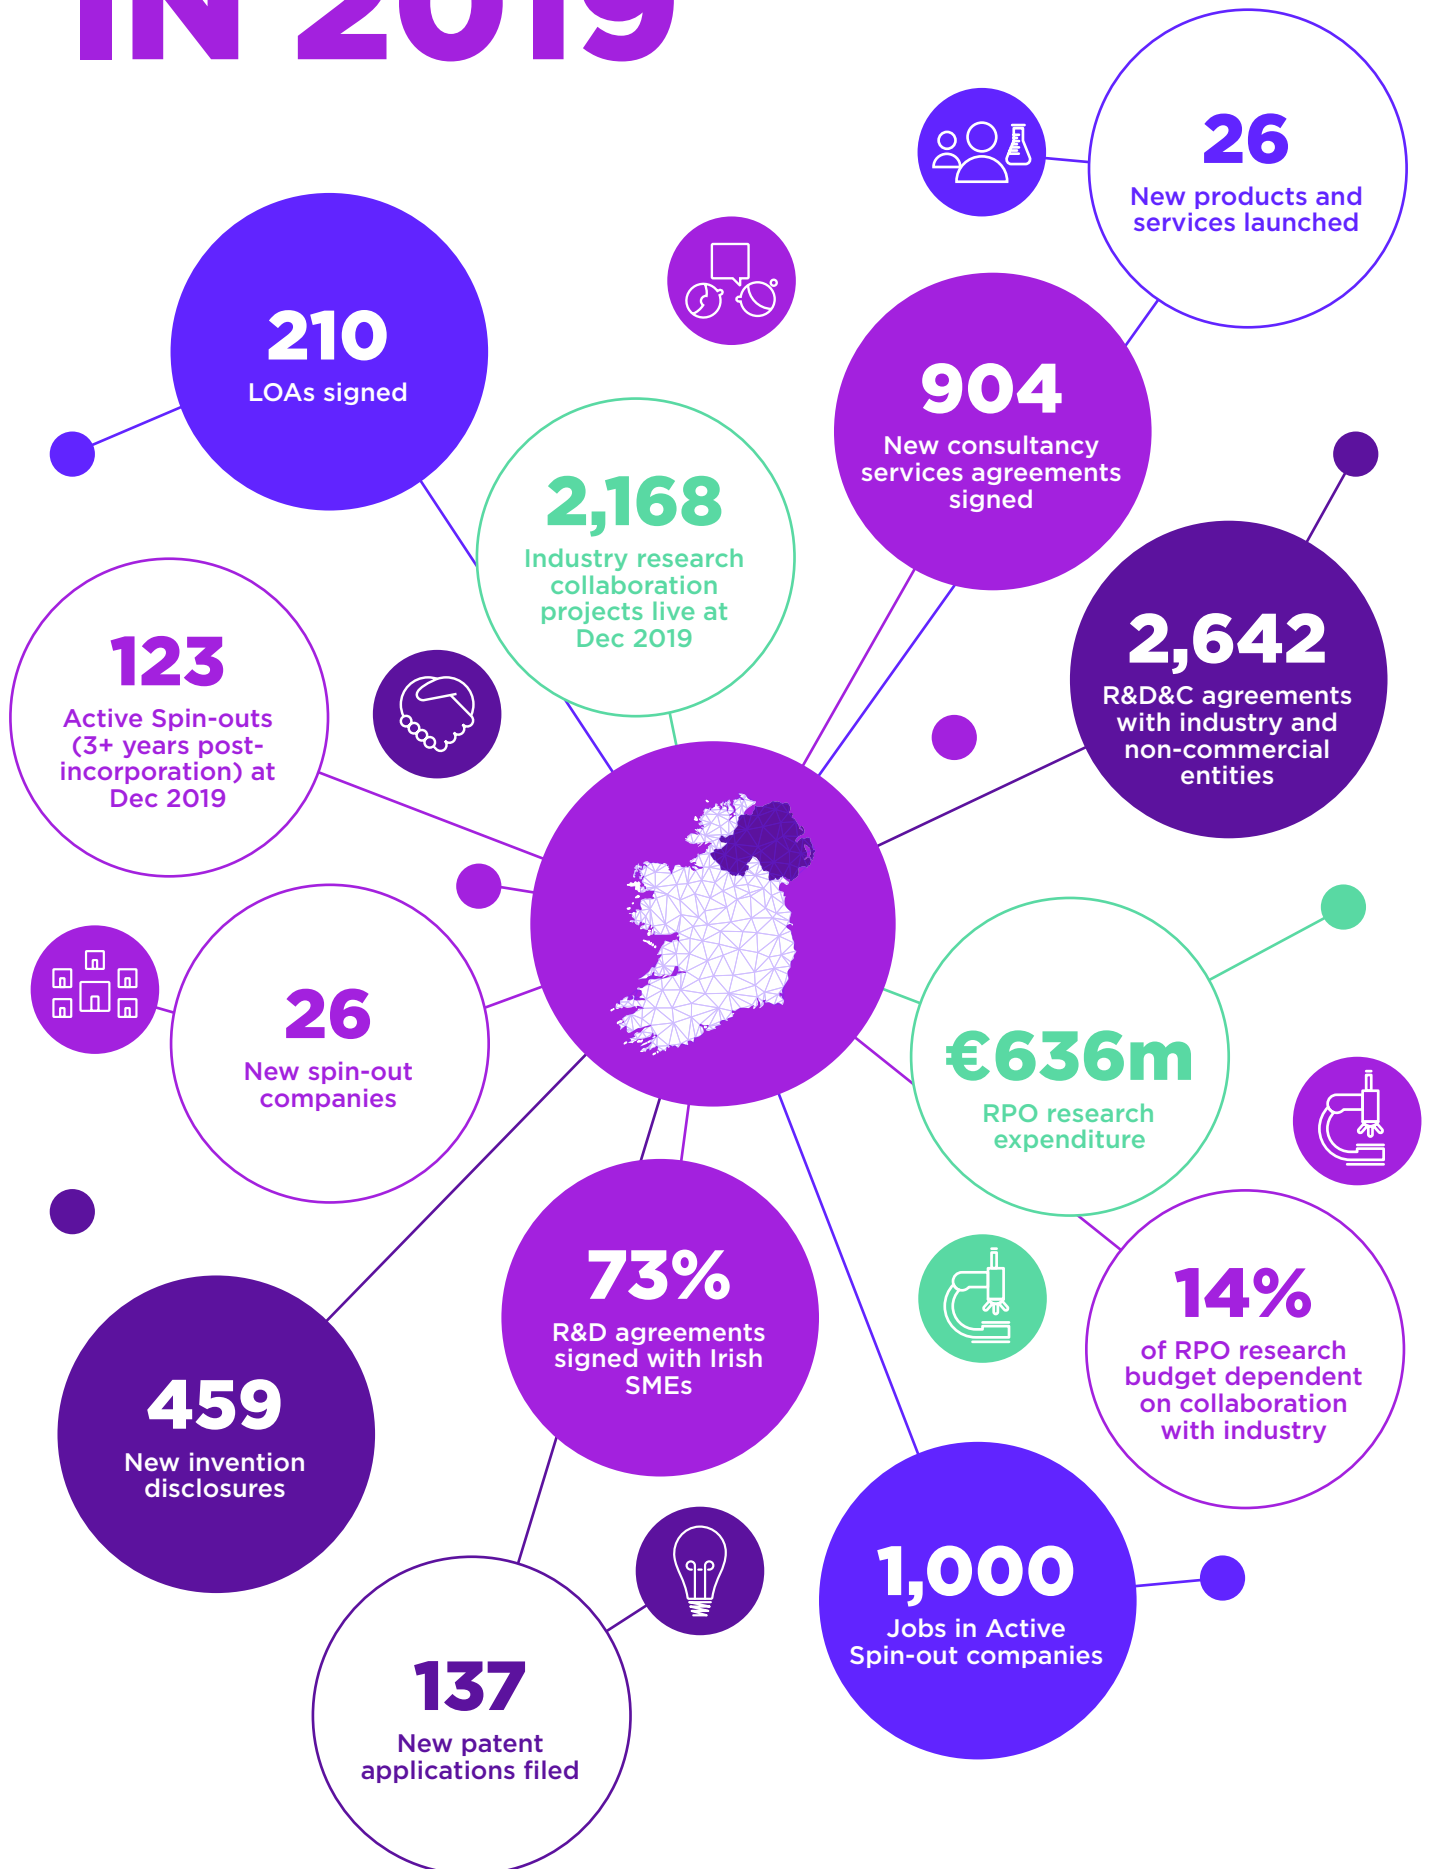 IN 2019
26
New products and
services launched
210
LOAs signed
904
New consultancy
services agreements
signed
2,168
Industry research
collaboration
projects live at
Dec 2019
2,642
R&D&C agreements
with industry and
non-commercial
entities
123
Active Spin-outs
(3+ years post-
incorporation) at
Dec 2019
26
New spin-out
companies
€636m
RPO research
expenditure
73%
R&D agreements
signed with Irish
SMEs
14%
of RPO research
budget dependent
on collaboration
with industry
459
New invention
disclosures
1,000
Jobs in Active
Spin-out companies
137
New patent
applications filed